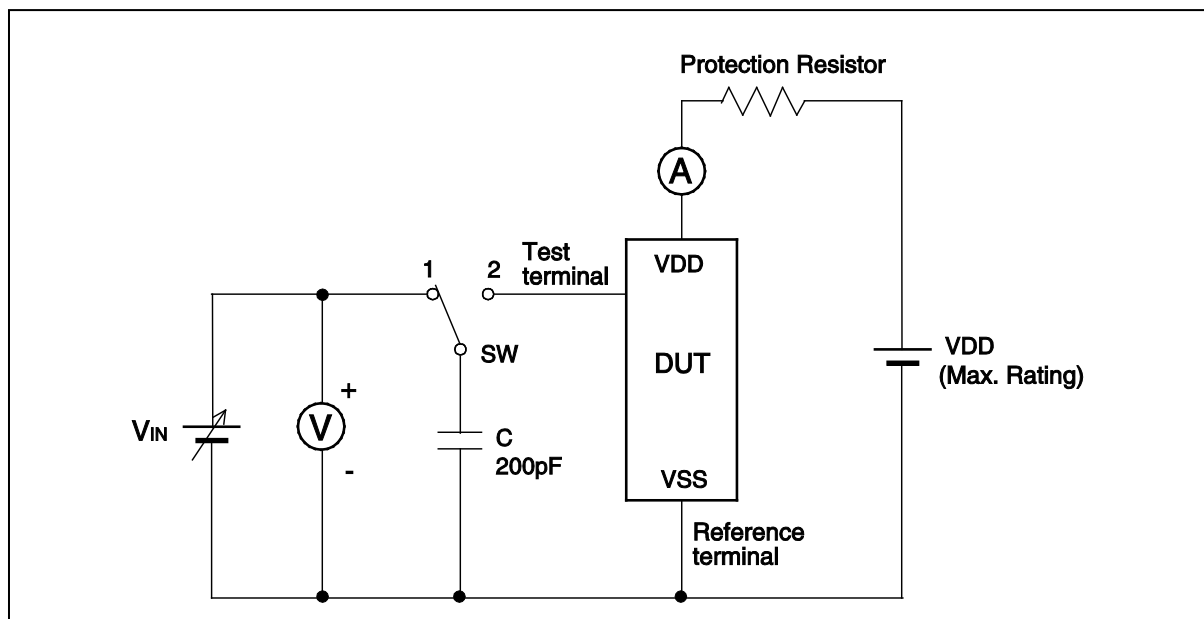 Protection Resistor
A
Test
terminal
1
2
VDD
SW
DUT
VDD
(Max. Rating)
+
VIN
V
-
C
200pF
VSS
Reference
terminal